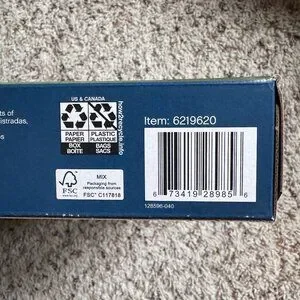 ts of
istradas,
s
US & CANADA
PAPER
PAPIER
BOX
BOÎTE
PLASTIC
PLASTIQUE
BAGS
SACS
how2recycle.info
FSC
MIX
Packaging from
responsible sources
FSC® C117818
Item: 6219620
6 73419 28985 6
128596-040